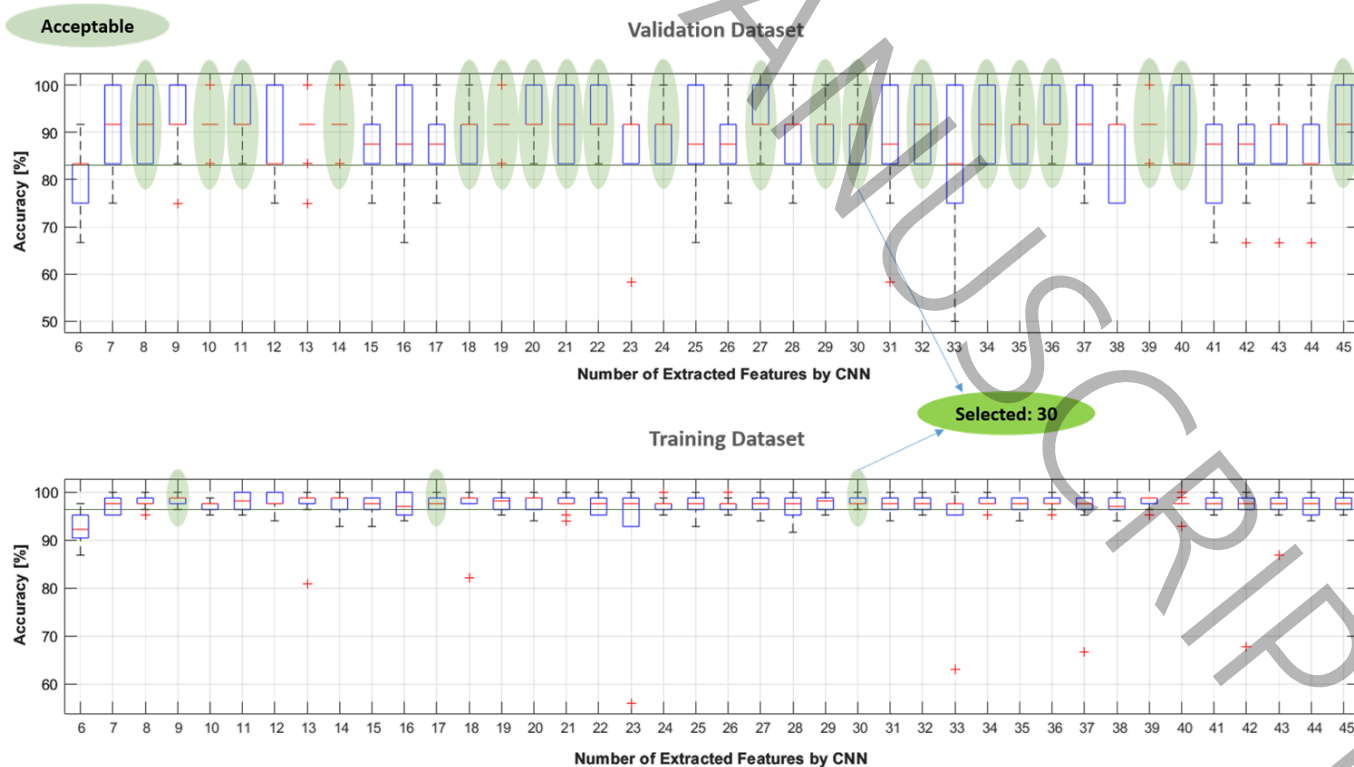 Acceptable
Validation Dataset
Accuracy [%]
100
90
80
70
60
50
6 7 8 9 10 11 12 13 14 15 16 17 18 19 20 21 22 23 24 25 26 27 28 29 30 31 32 33 34 35 36 37 38 39 40 41 42 43 44 45
Number of Extracted Features by CNN
Selected: 30
Training Dataset
Accuracy [%]
100
90
80
70
60
6 7 8 9 10 11 12 13 14 15 16 17 18 19 20 21 22 23 24 25 26 27 28 29 30 31 32 33 34 35 36 37 38 39 40 41 42 43 44 45
Number of Extracted Features by CNN
ANUSCRIP